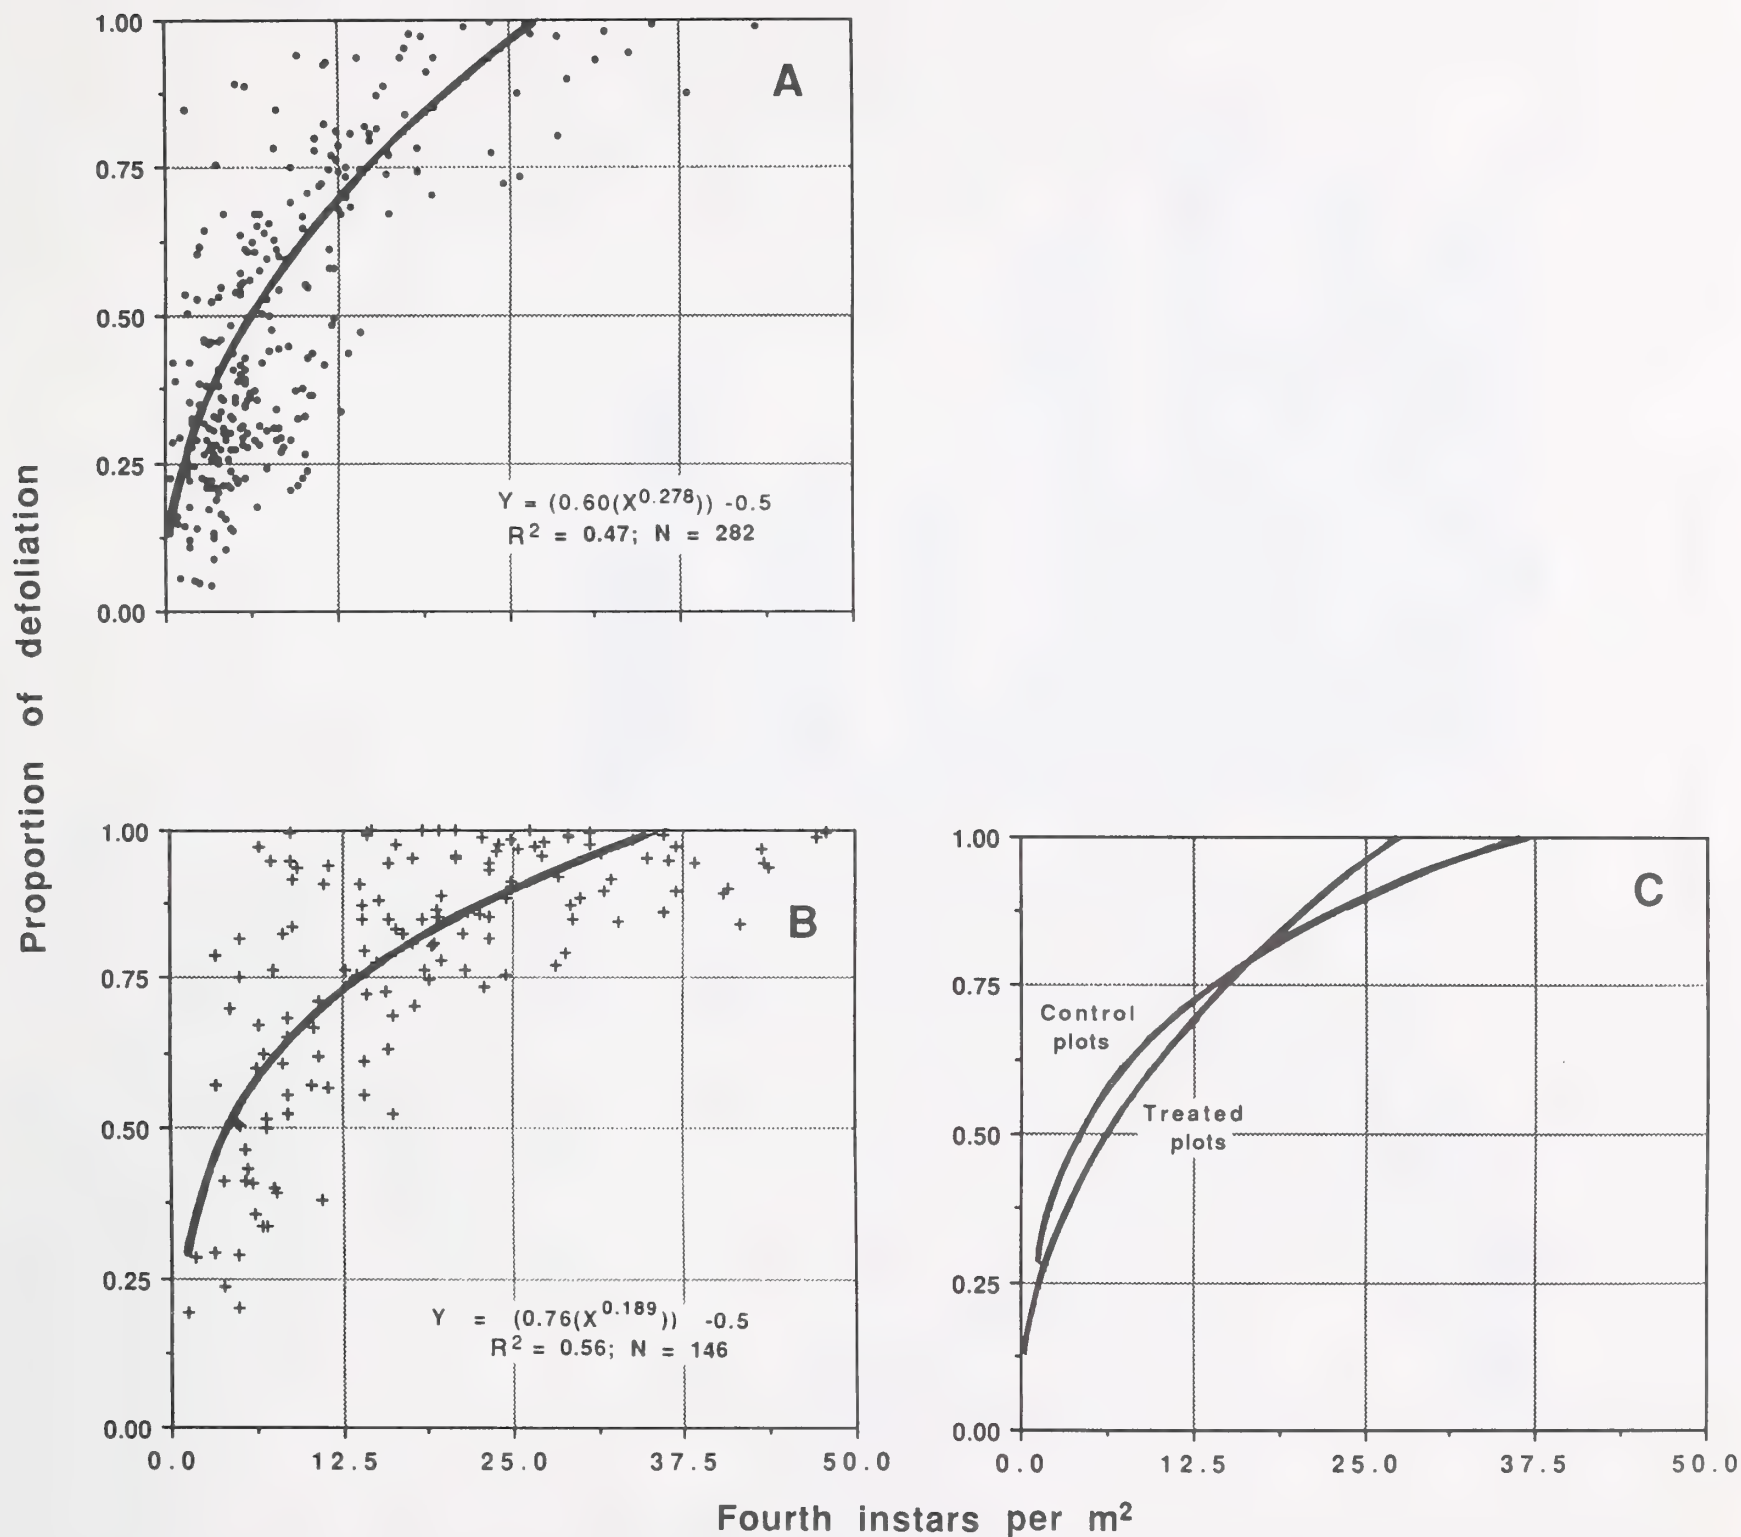 Proportion of defoliation
1.00
0.75
0.50
0.25
0.00
A
Y = (0.60(X^0.278)) -0.5
R² = 0.47; N = 282
1.00
0.75
0.50
0.25
0.00
B
Y = (0.76(X^0.189)) -0.5
R² = 0.56; N = 146
0.0 12.5 25.0 37.5 50.0
1.00
0.75
0.50
0.25
0.00
C
Control
plots
Treated
plots
0.0 12.5 25.0 37.5 50.0
Fourth instars per m²